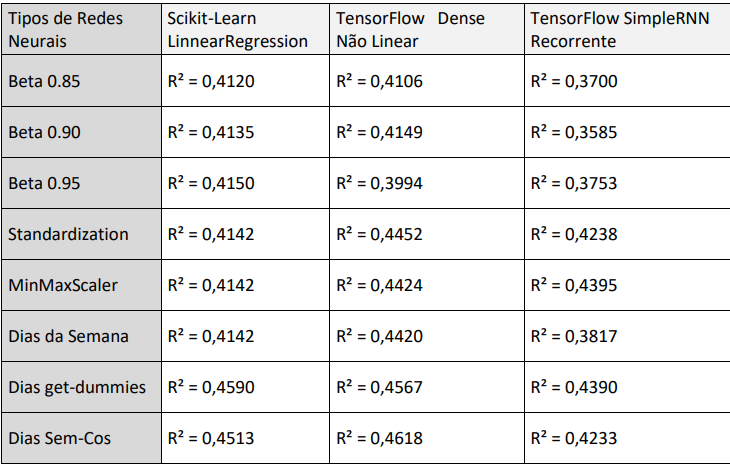 Tipos de Redes Neurais | Scikit-Learn LinnearRegression | TensorFlow Dense Não Linear | TensorFlow SimpleRNN Recorrente
Beta 0.85 | R² = 0,4120 | R² = 0,4106 | R² = 0,3700
Beta 0.90 | R² = 0,4135 | R² = 0,4149 | R² = 0,3585
Beta 0.95 | R² = 0,4150 | R² = 0,3994 | R² = 0,3753
Standardization | R² = 0,4142 | R² = 0,4452 | R² = 0,4238
MinMaxScaler | R² = 0,4142 | R² = 0,4424 | R² = 0,4395
Dias da Semana | R² = 0,4142 | R² = 0,4420 | R² = 0,3817
Dias get-dummies | R² = 0,4590 | R² = 0,4567 | R² = 0,4390
Dias Sem-Cos | R² = 0,4513 | R² = 0,4618 | R² = 0,4233